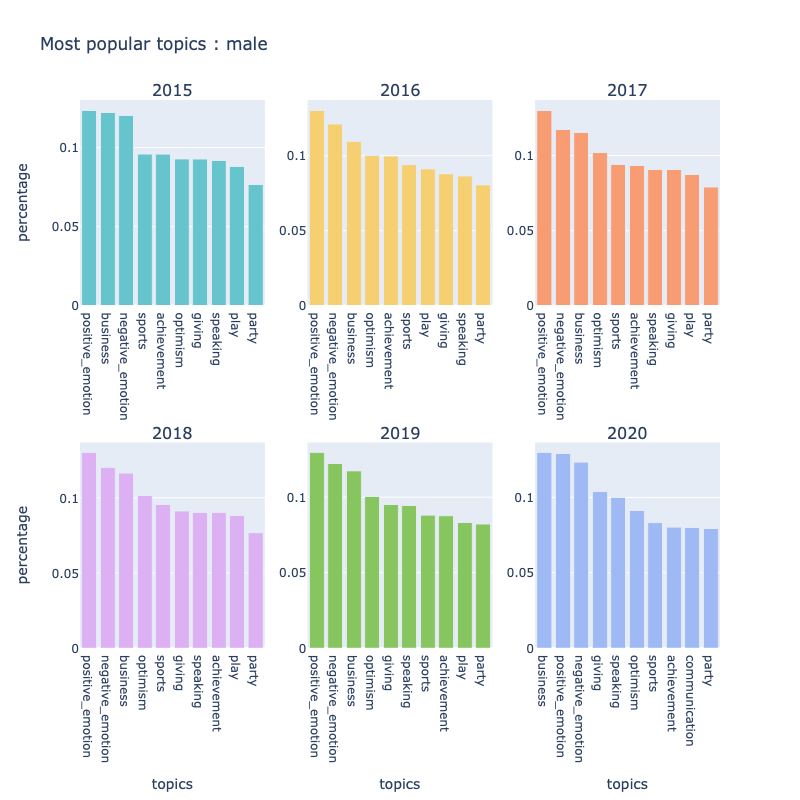 Most popular topics : male
2015
2016
2017
percentage
0.1
0.05
0
0.1
0.05
0
0.1
0.05
0
positive_emotion
business
negative_emotion
sports
achievement
optimism
giving
speaking
play
party
positive_emotion
negative_emotion
business
optimism
achievement
sports
play
giving
speaking
party
positive_emotion
negative_emotion
business
optimism
sports
achievement
speaking
giving
play
party
2018
2019
2020
percentage
0.1
0.05
0
0.1
0.05
0
0.1
0.05
0
positive_emotion
negative_emotion
business
optimism
sports
giving
speaking
achievement
play
party
positive_emotion
negative_emotion
business
optimism
giving
speaking
sports
achievement
play
party
business
positive_emotion
negative_emotion
giving
speaking
optimism
sports
achievement
communication
party
topics
topics
topics